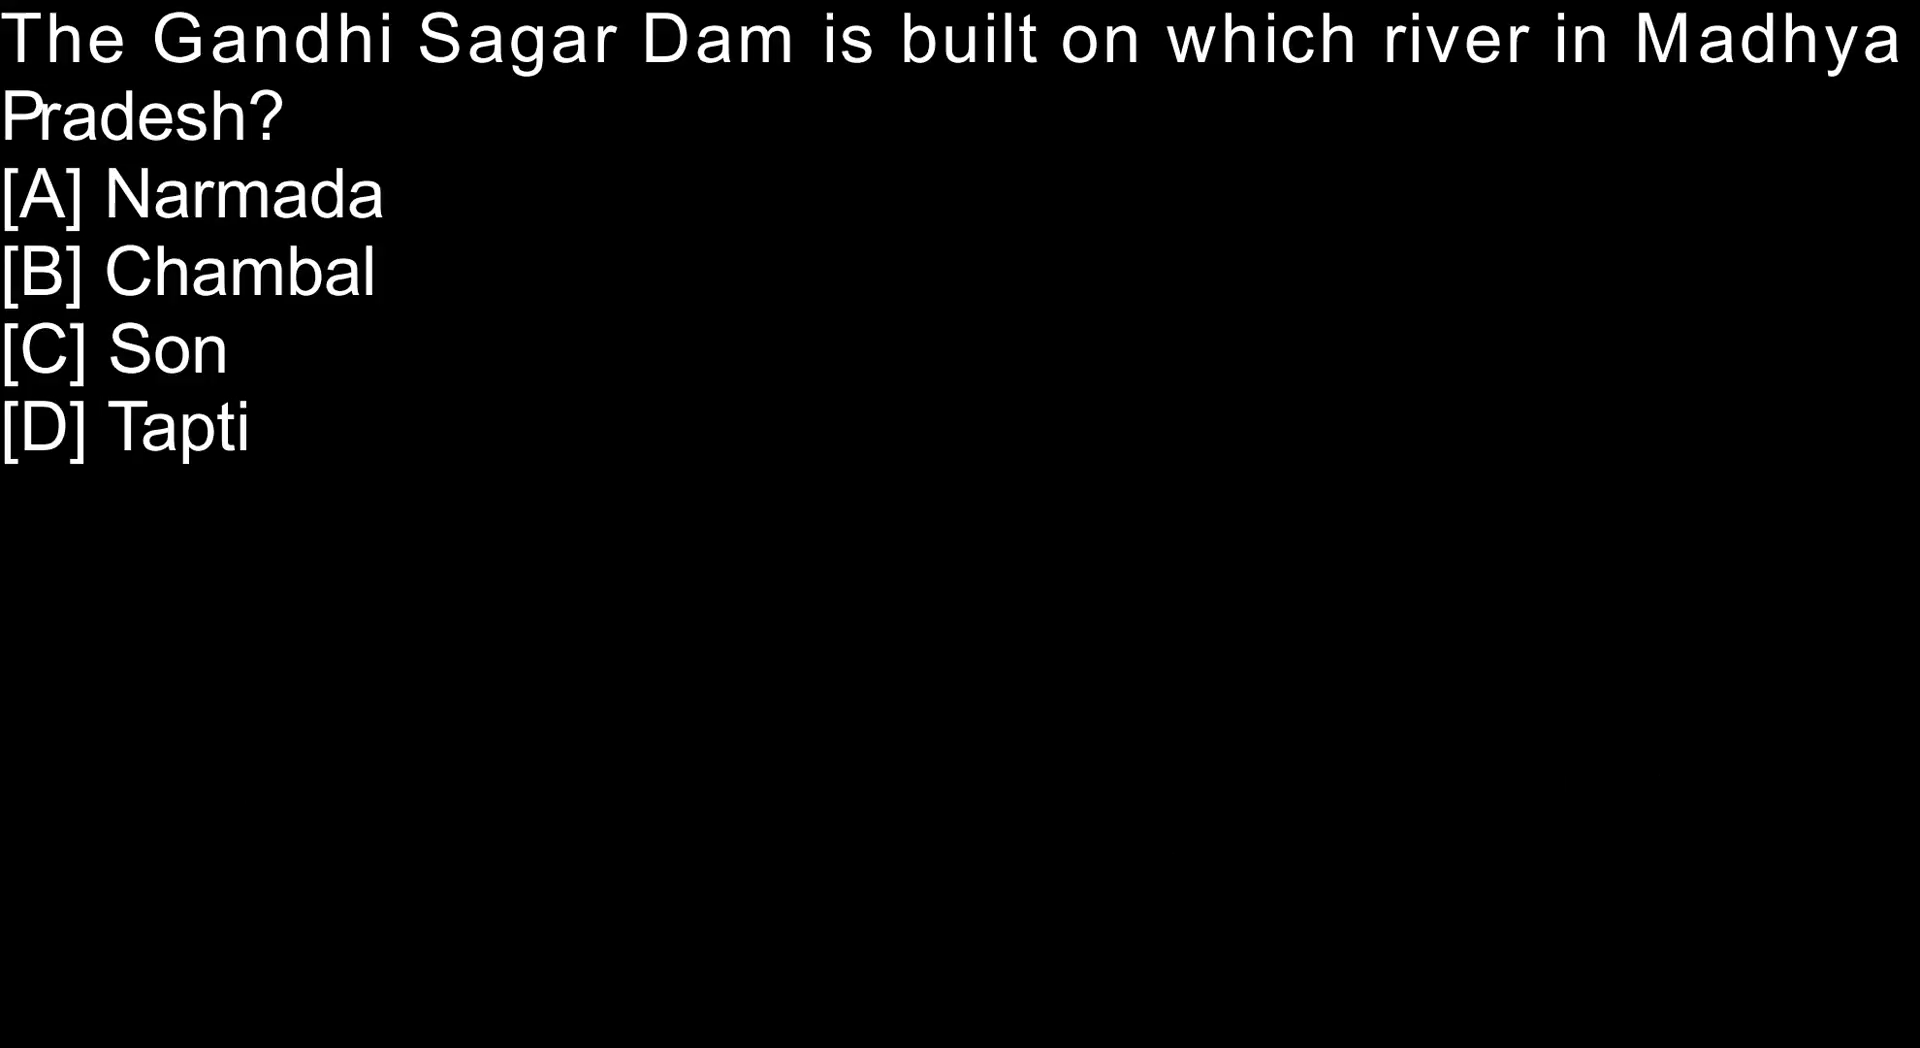 The Gandhi Sagar Dam is built on which river in Madhya
Pradesh?
[A] Narmada
[B] Chambal
[C] Son
[D] Tapti